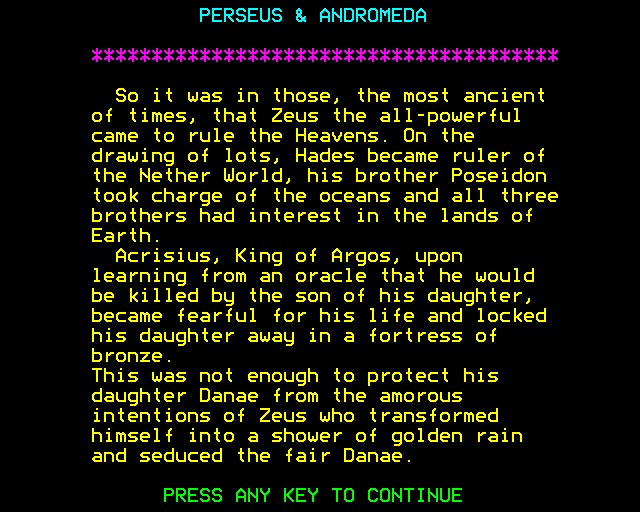 PERSEUS & ANDROMEDA
***************************************
So it was in those, the most ancient
of times, that Zeus the all-powerful
came to rule the Heavens. On the
drawing of lots, Hades became ruler of
the Nether World, his brother Poseidon
took charge of the oceans and all three
brothers had interest in the lands of
Earth.
Acrisius, King of Argos, upon
learning from an oracle that he would
be killed by the son of his daughter,
became fearful for his life and locked
his daughter away in a fortress of
bronze.
This was not enough to protect his
daughter Danae from the amorous
intentions of Zeus who transformed
himself into a shower of golden rain
and seduced the fair Danae.
PRESS ANY KEY TO CONTINUE